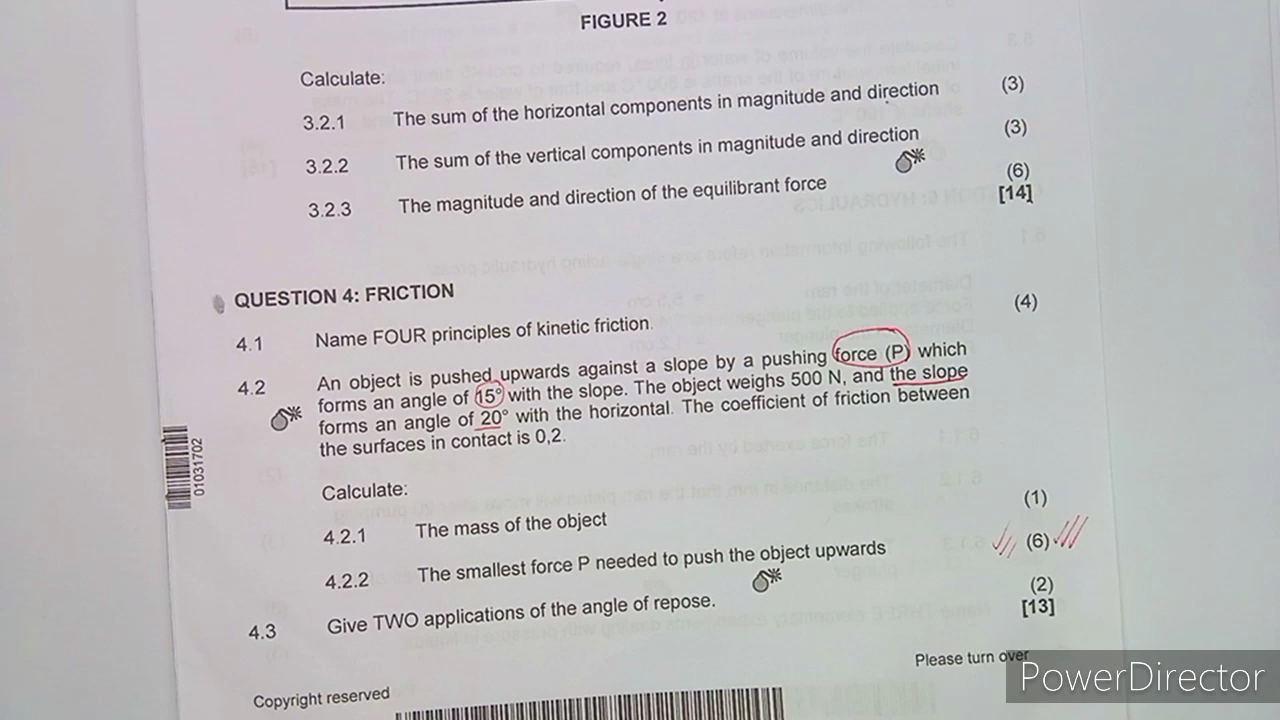 FIGURE 2
Calculate:
3.2.1 The sum of the horizontal components in magnitude and direction (3)
3.2.2 The sum of the vertical components in magnitude and direction (3)
3.2.3 The magnitude and direction of the equilibrant force (6)
[14]
QUESTION 4: FRICTION
4.1 Name FOUR principles of kinetic friction. (4)
4.2 An object is pushed upwards against a slope by a pushing force (P) which
forms an angle of 15° with the slope. The object weighs 500 N, and the slope
forms an angle of 20° with the horizontal. The coefficient of friction between
the surfaces in contact is 0,2.
01031702
Calculate:
4.2.1 The mass of the object (1)
4.2.2 The smallest force P needed to push the object upwards (6)
4.3 Give TWO applications of the angle of repose. (2)
[13]
Please turn over
Copyright reserved
PowerDirector